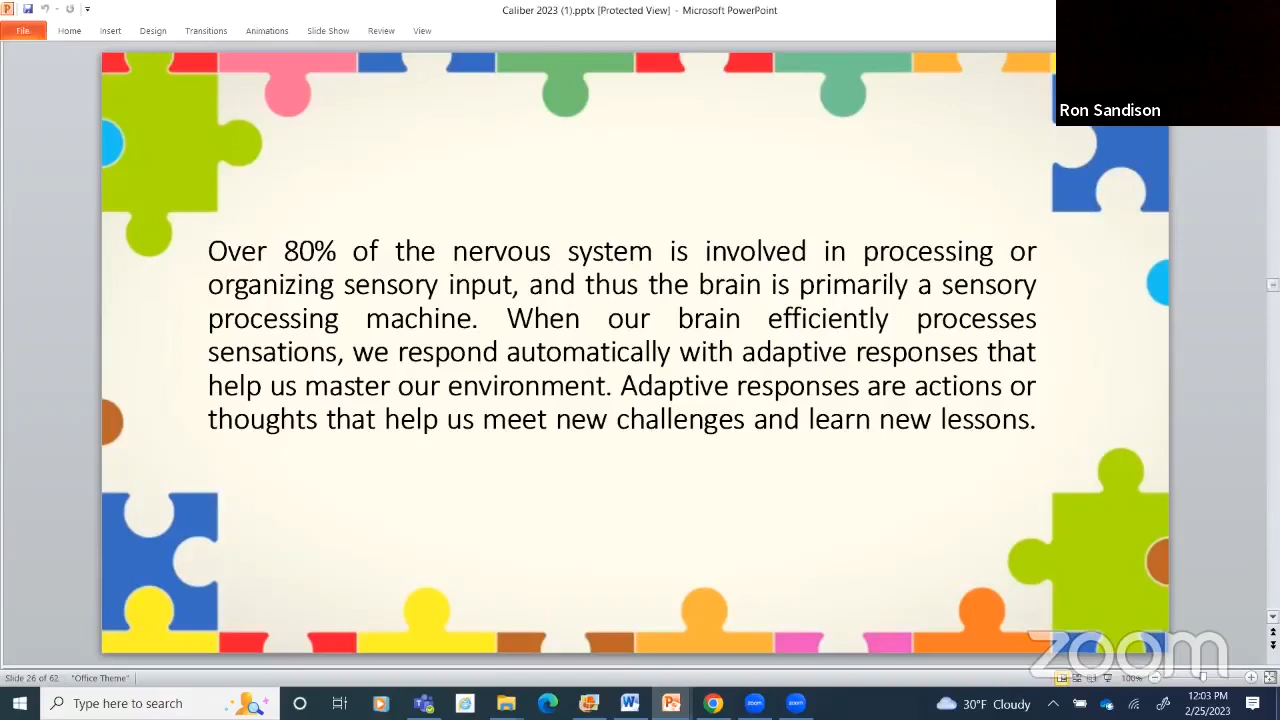 Caliber 2023 (1).pptx [Protected View] - Microsoft PowerPoint
File
Home
Insert
Design
Transitions
Animations
Slide Show
Review
View
Ron Sandison
Over 80% of the nervous system is involved in processing or
organizing sensory input, and thus the brain is primarily a sensory
processing machine. When our brain efficiently processes
sensations, we respond automatically with adaptive responses that
help us master our environment. Adaptive responses are actions or
thoughts that help us meet new challenges and learn new lessons.
zoom
Slide 26 of 62
"Office Theme"
100%
Type here to search
30°F Cloudy
12:03 PM
2/25/2023